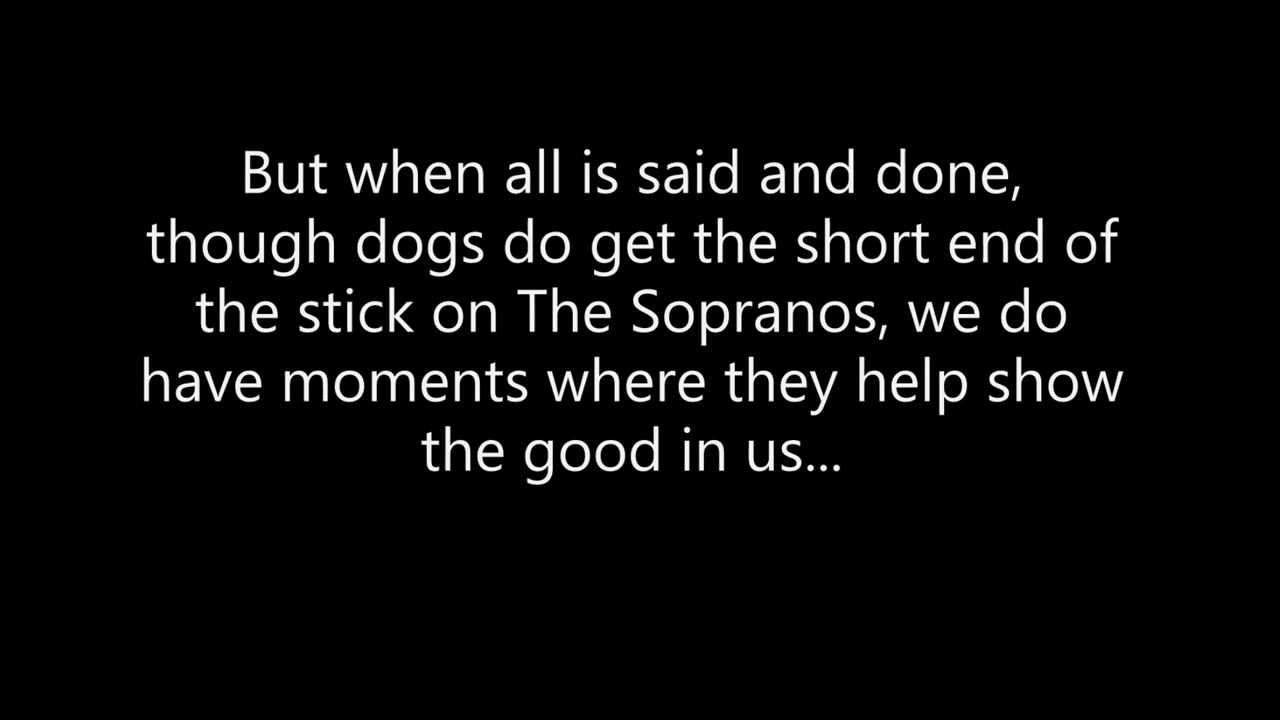 But when all is said and done,
though dogs do get the short end of
the stick on The Sopranos, we do
have moments where they help show
the good in us...